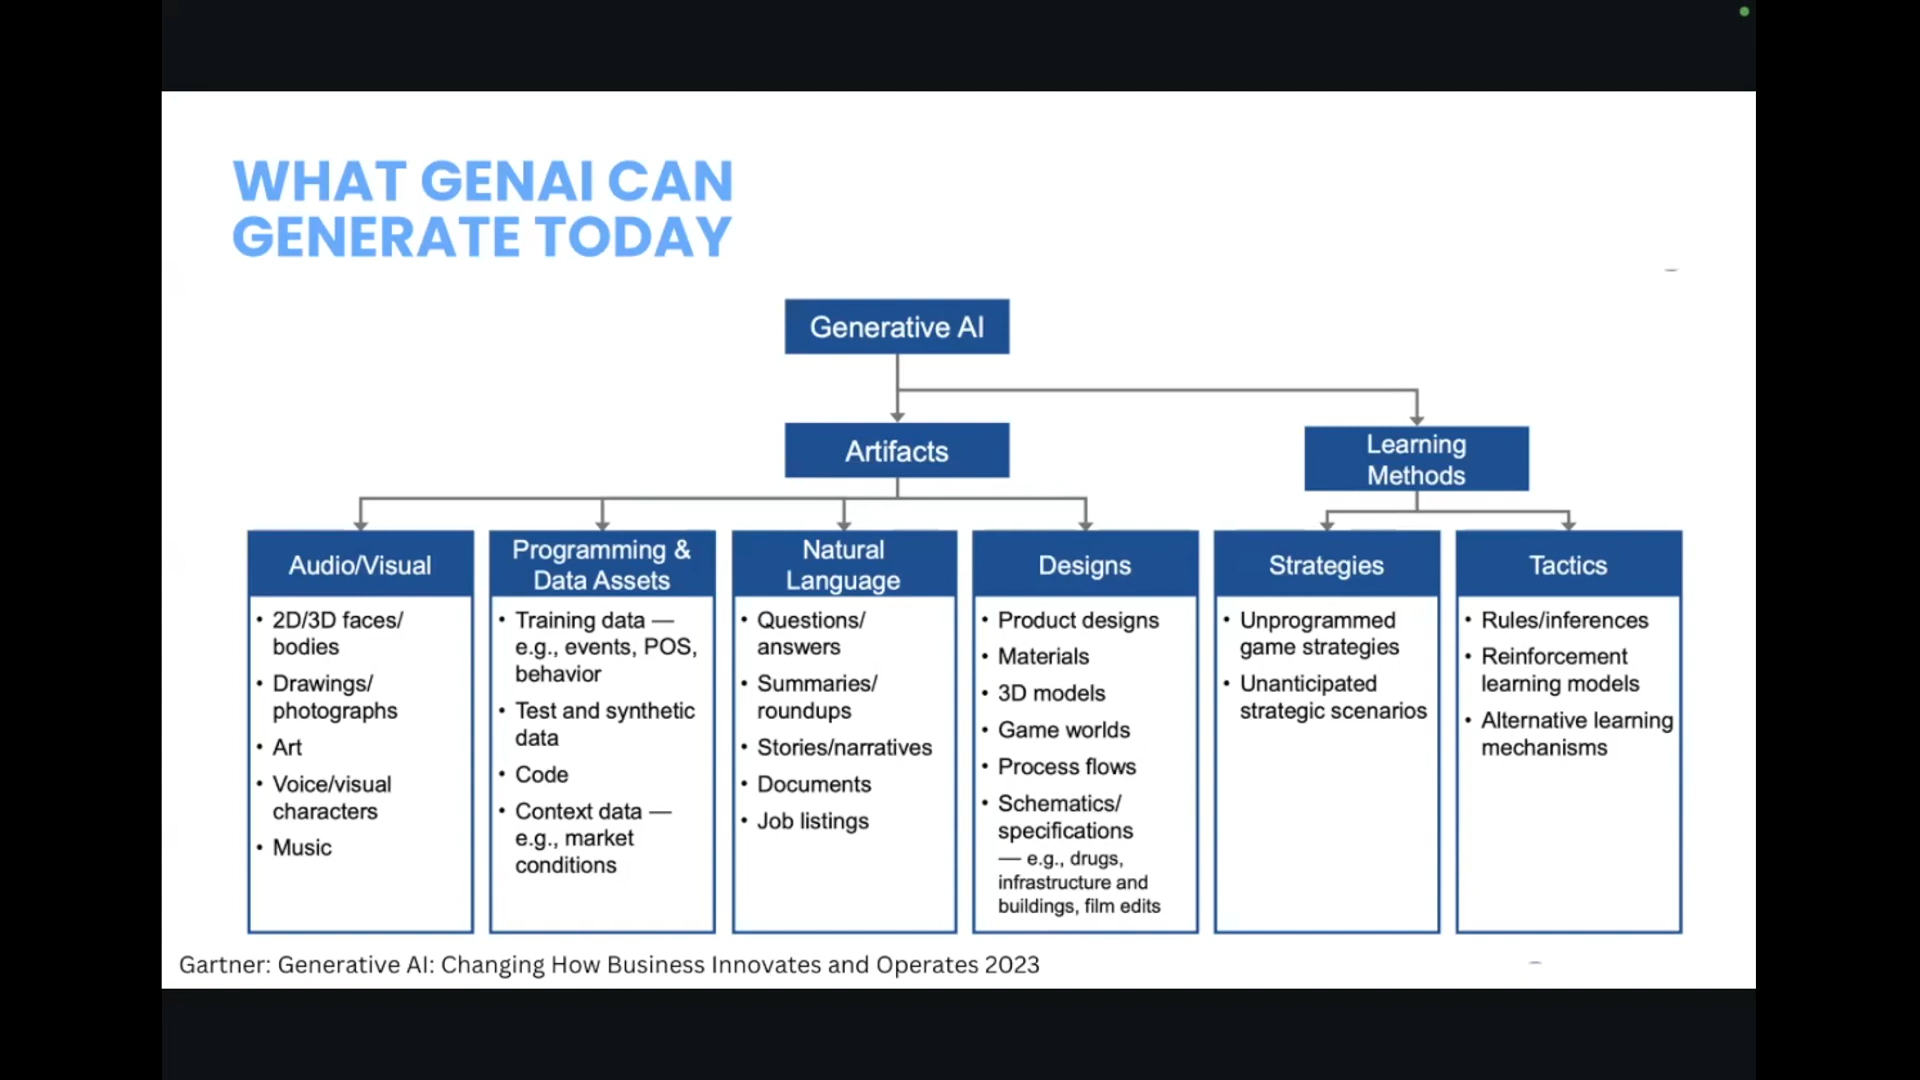 WHAT GENAI CAN
GENERATE TODAY
Generative AI
Artifacts
Learning
Methods
Audio/Visual
• 2D/3D faces/
bodies
• Drawings/
photographs
• Art
• Voice/visual
characters
• Music
Programming &
Data Assets
• Training data —
e.g., events, POS,
behavior
• Test and synthetic
data
• Code
• Context data —
e.g., market
conditions
Natural
Language
• Questions/
answers
• Summaries/
roundups
• Stories/narratives
• Documents
• Job listings
Designs
• Product designs
• Materials
• 3D models
• Game worlds
• Process flows
• Schematics/
specifications
— e.g., drugs,
infrastructure and
buildings, film edits
Strategies
• Unprogrammed
game strategies
• Unanticipated
strategic scenarios
Tactics
• Rules/inferences
• Reinforcement
learning models
• Alternative learning
mechanisms
Gartner: Generative AI: Changing How Business Innovates and Operates 2023